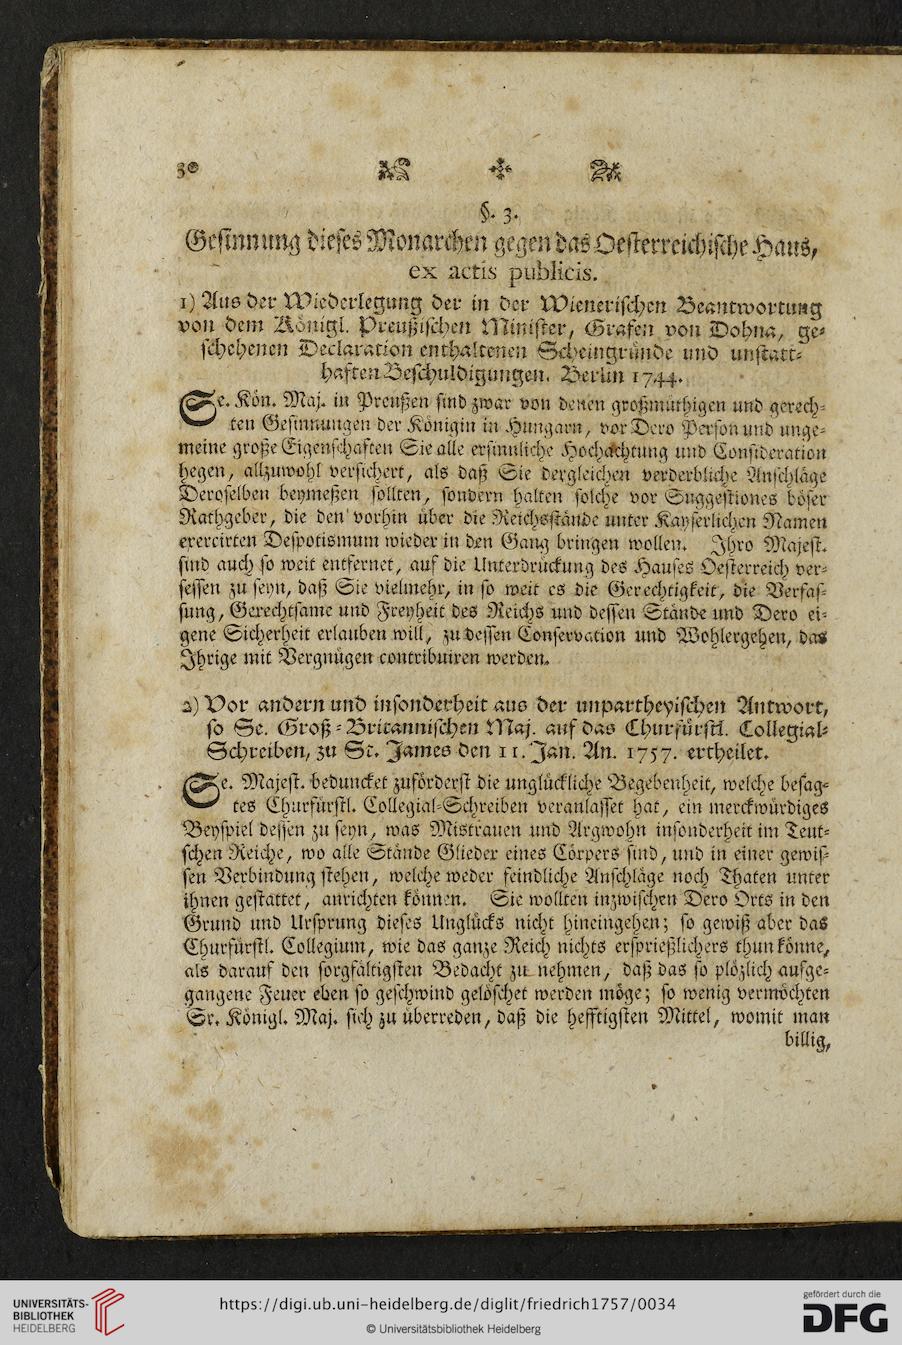 30
§. 3.
Gesinnung dieses Monarchen gegen das Oesterreichische Haus,
ex actis publicis.
1) Aus der Wiederlegung der in der Wienerischen Beantwortung
von dem Königl. Preußischen Minister, Grafen von Dohna, ge-
schehenen Declaration enthaltenen Scheingründe und unstatt-
haften Beschuldigungen. Berlin 1744.
Se. Kön. Maj. in Preußen sind zwar von denen großmüthigen und gerech-
ten Gesinnungen der Königin in Hungarn, vor Dero Person und unge-
meine große Eigenschaften Sie alle ersinnliche Hochachtung und Consideration
hegen, allzuwohl versichert, als daß Sie dergleichen verderbliche Anschläge
Deroselben beymeßen sollten, sondern halten solche vor Suggestiones böser
Rathgeber, die den vorhin über die Reichsstände unter Kayserlichen Namen
exercirten Despotismum wieder in den Gang bringen wollen. Ihro Majest.
sind auch so weit entfernet, auf die Unterdruckung des Hauses Oesterreich ver-
sessen zu seyn, daß Sie vielmehr, in so weit es die Gerechtigkeit, die Verfas-
sung, Gerechtsame und Freyheit des Reichs und dessen Stände und Dero ei-
gene Sicherheit erlauben will, zu dessen Conservation und Wohlergehen, das
Ihrige mit Vergnügen contribuiren werden.
2) Vor andern und insonderheit aus der unpartheyischen Antwort,
so Se. Groß-Britannischen Maj. auf das Churfürstl. Collegial-
Schreiben, zu St. James den 11. Jan. An. 1757. ertheilet.
Se. Majest. beduncket zuförderst die unglückliche Begebenheit, welche besag-
tes Churfürstl. Collegial-Schreiben veranlasset hat, ein merckwürdiges
Beyspiel dessen zu seyn, was Mistrauen und Argwohn insonderheit im Teut-
schen Reiche, wo alle Stände Glieder eines Cörpers sind, und in einer gewis-
sen Verbindung stehen, welche weder feindliche Anschläge noch Thaten unter
ihnen gestattet, anrichten können. Sie wollten inzwischen Dero Orts in den
Grund und Ursprung dieses Unglücks nicht hineingehen; so gewiß aber das
Churfürstl. Collegium, wie das ganze Reich nichts ersprießlichers thun könne,
als darauf den sorgfältigsten Bedacht zu nehmen, daß das so plözlich aufge-
gangene Feuer eben so geschwind gelöschet werden möge; so wenig vermöchten
Sr. Königl. Maj. sich zu überreden, daß die hefftigsten Mittel, womit man
billig,
UNIVERSITÄTS-
BIBLIOTHEK
HEIDELBERG
https://digi.ub.uni-heidelberg.de/diglit/friedrich1757/0034
© Universitätsbibliothek Heidelberg
gefördert durch die
DFG